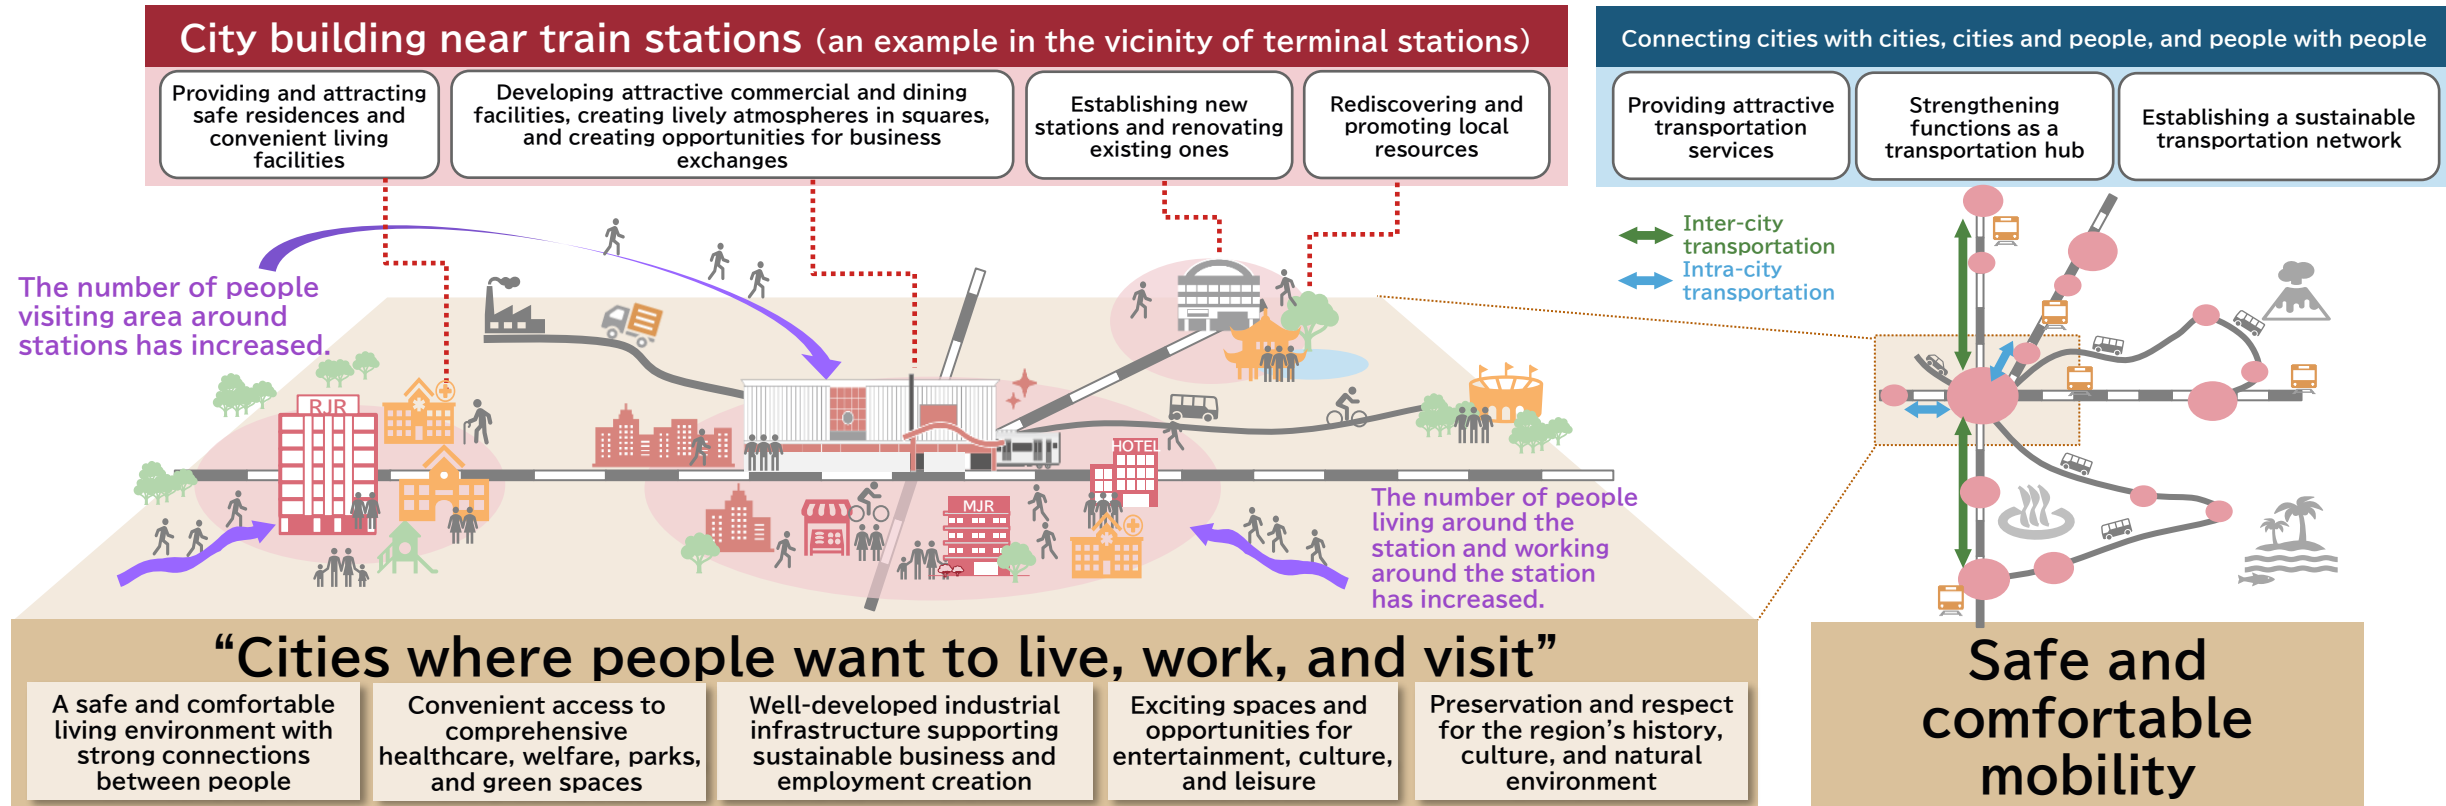 City building near train stations (an example in the vicinity of terminal stations)
Providing and attracting
safe residences and
convenient living
facilities
Developing attractive commercial and dining
facilities, creating lively atmospheres in squares,
and creating opportunities for business
exchanges
Establishing new
stations and renovating
existing ones
Rediscovering and
promoting local
resources
Connecting cities with cities, cities and people, and people with people
Providing attractive
transportation
services
Strengthening
functions as a
transportation hub
Establishing a sustainable
transportation network
Inter-city
transportation
Intra-city
transportation
The number of people
visiting area around
stations has increased.
RJR
HOTEL
MJR
The number of people
living around the
station and working
around the station
has increased.
“Cities where people want to live, work, and visit”
A safe and comfortable
living environment with
strong connections
between people
Convenient access to
comprehensive
healthcare, welfare, parks,
and green spaces
Well-developed industrial
infrastructure supporting
sustainable business and
employment creation
Exciting spaces and
opportunities for
entertainment, culture,
and leisure
Preservation and respect
for the region’s history,
culture, and natural
environment
Safe and
comfortable
mobility